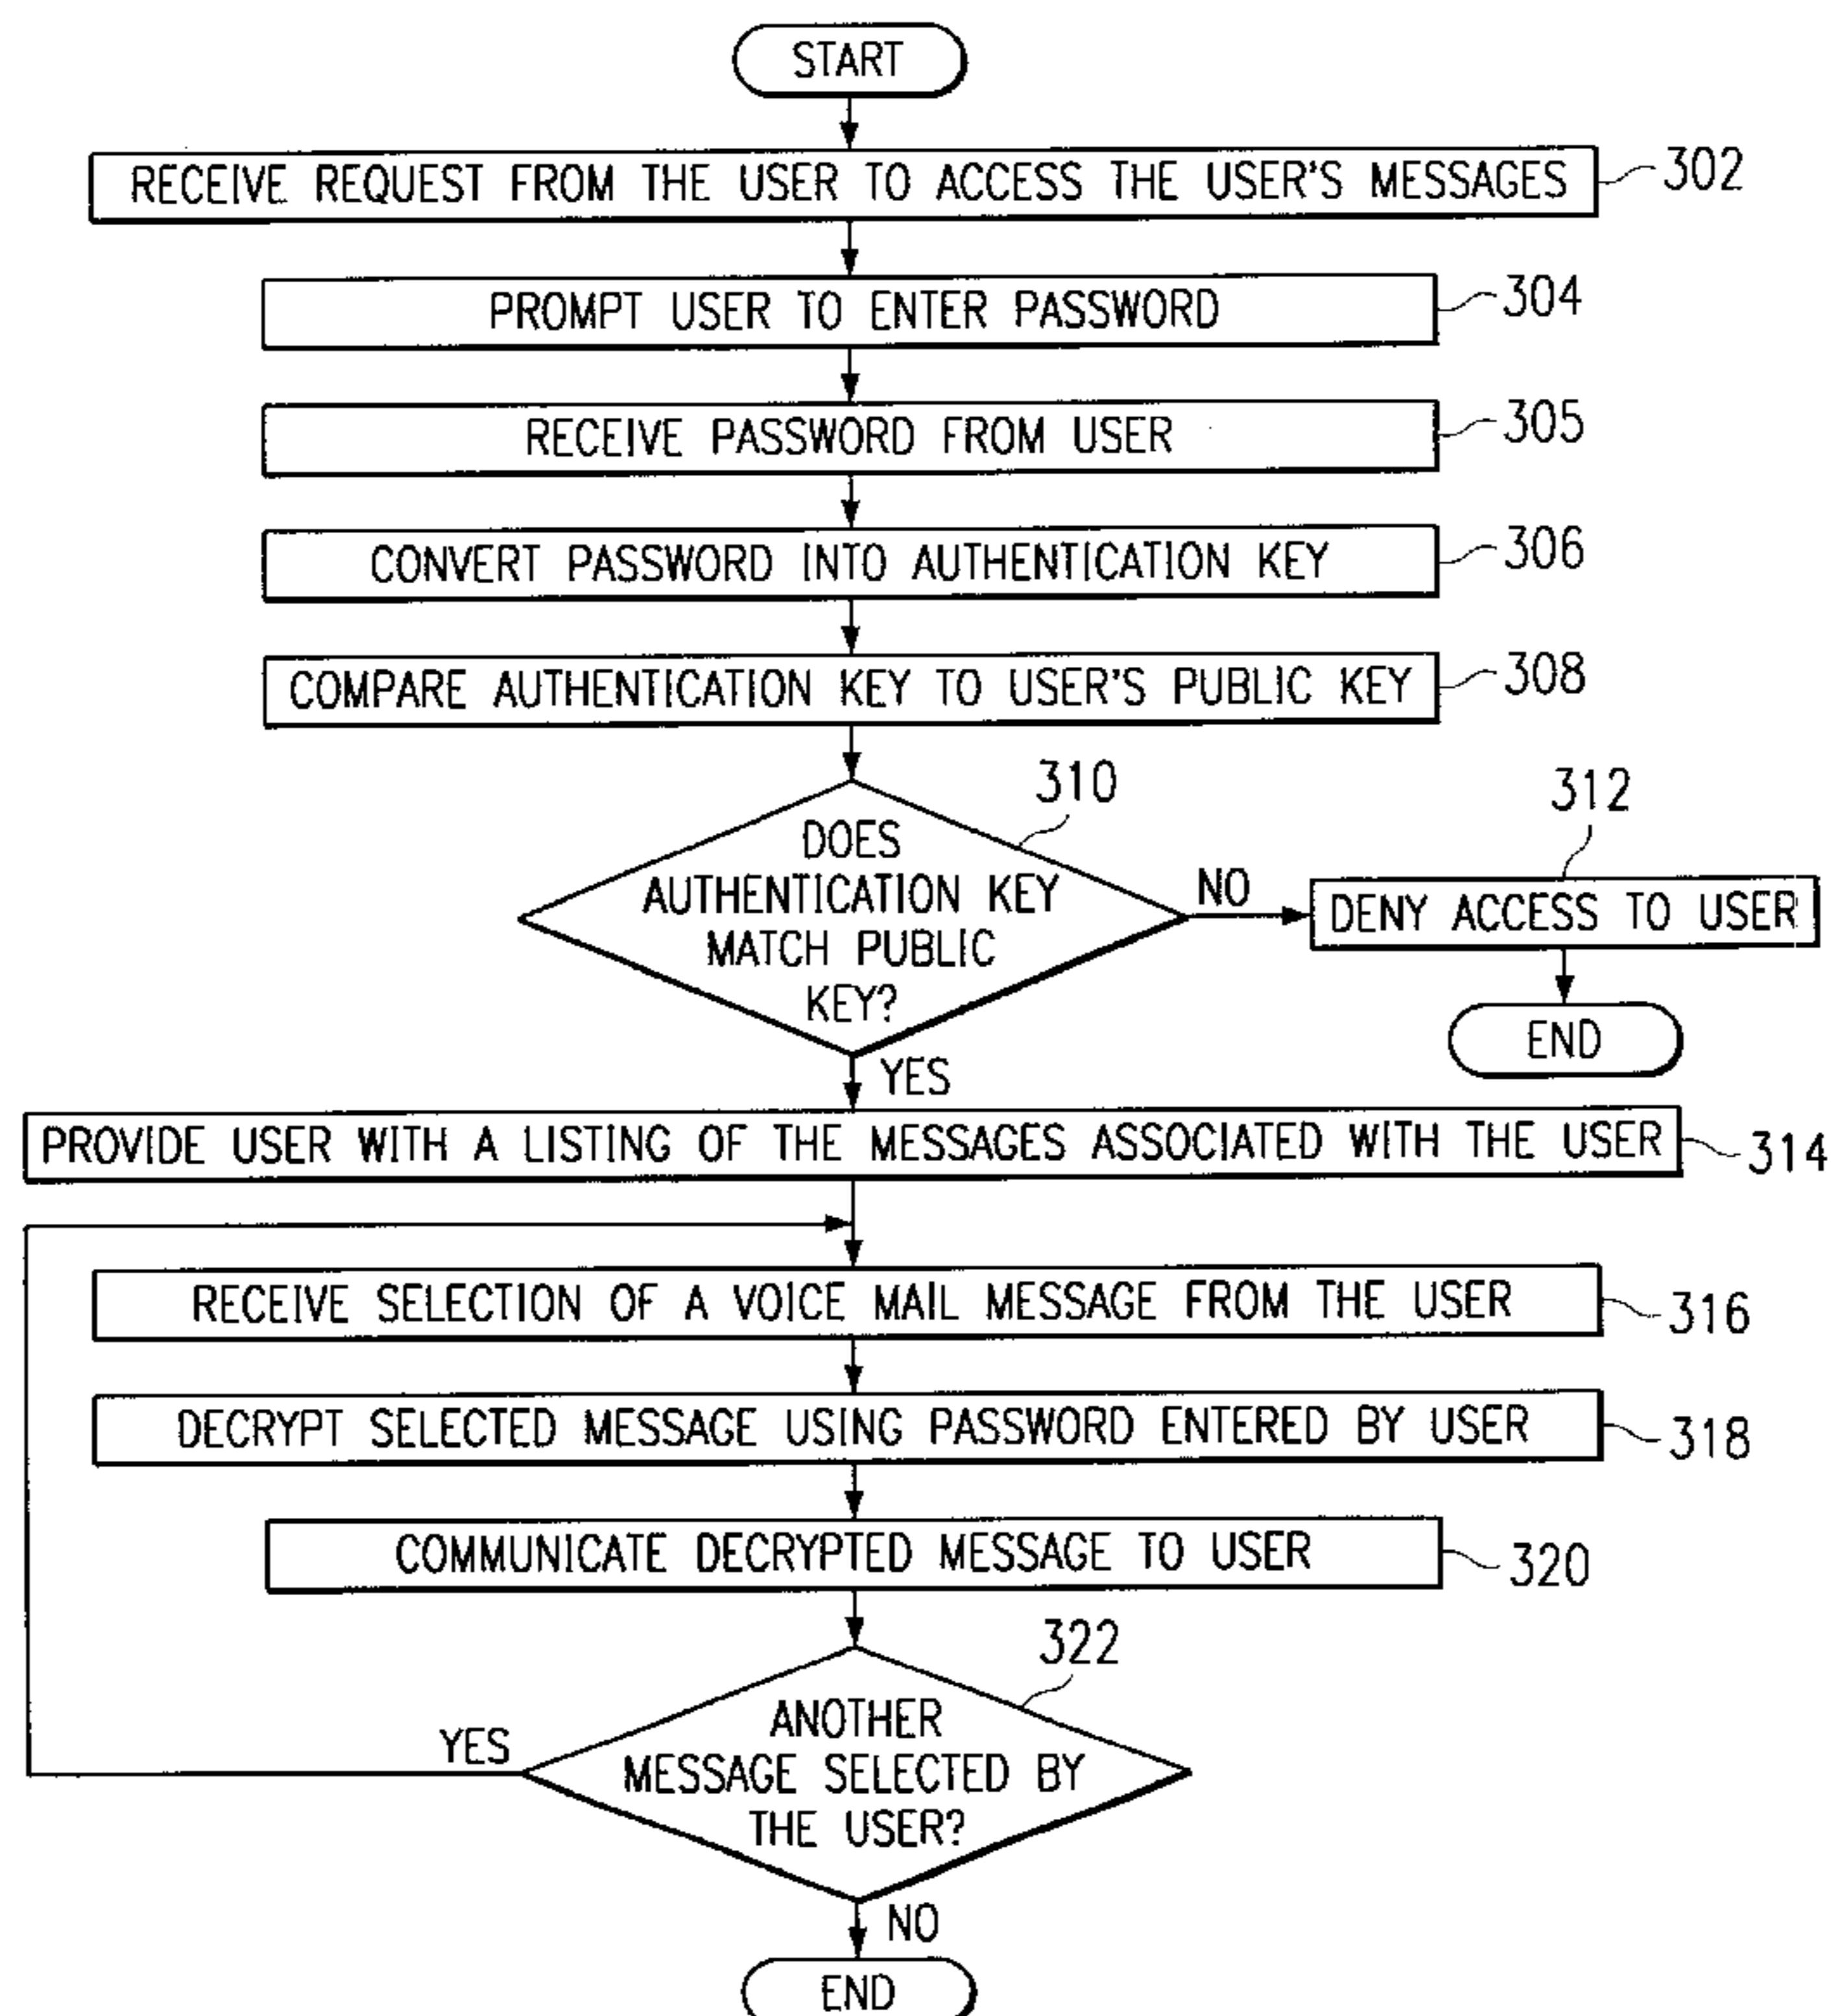 START
RECEIVE REQUEST FROM THE USER TO ACCESS THE USER'S MESSAGES
302
PROMPT USER TO ENTER PASSWORD
304
RECEIVE PASSWORD FROM USER
305
CONVERT PASSWORD INTO AUTHENTICATION KEY
306
COMPARE AUTHENTICATION KEY TO USER'S PUBLIC KEY
308
310
DOES
AUTHENTICATION KEY
MATCH PUBLIC
KEY?
NO
312
DENY ACCESS TO USER
END
YES
PROVIDE USER WITH A LISTING OF THE MESSAGES ASSOCIATED WITH THE USER
314
RECEIVE SELECTION OF A VOICE MAIL MESSAGE FROM THE USER
316
DECRYPT SELECTED MESSAGE USING PASSWORD ENTERED BY USER
318
COMMUNICATE DECRYPTED MESSAGE TO USER
320
322
ANOTHER
MESSAGE SELECTED BY
THE USER?
YES
NO
END